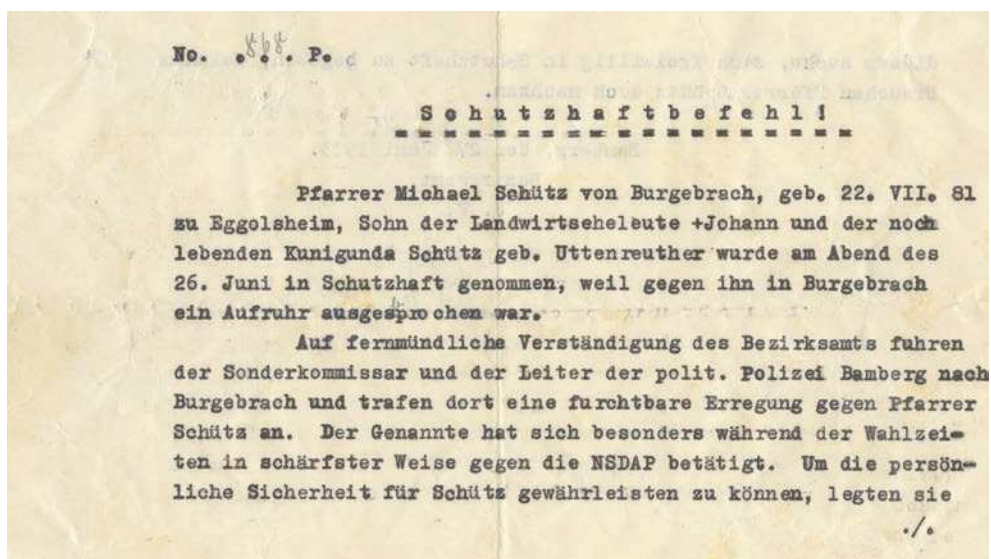 No. .868. P.
Schutzhaftbefehl!
Pfarrer Michael Schütz von Burgebrach, geb. 22. VII. 81
zu Eggolsheim, Sohn der Landwirtseheleute +Johann und der noch
lebenden Kunigunda Schütz geb. Uttenreuther wurde am Abend des
26. Juni in Schutzhaft genommen, weil gegen ihn in Burgebrach
ein Aufruhr ausgesprochen war.
Auf fernmündliche Verständigung des Bezirksamts fuhren
der Sonderkommissar und der Leiter der polit. Polizei Bamberg nach
Burgebrach und trafen dort eine furchtbare Erregung gegen Pfarrer
Schütz an. Der Genannte hat sich besonders während der Wahlzei-
ten in schärfster Weise gegen die NSDAP betätigt. Um die persön-
liche Sicherheit für Schütz gewährleisten zu können, legten sie
./.